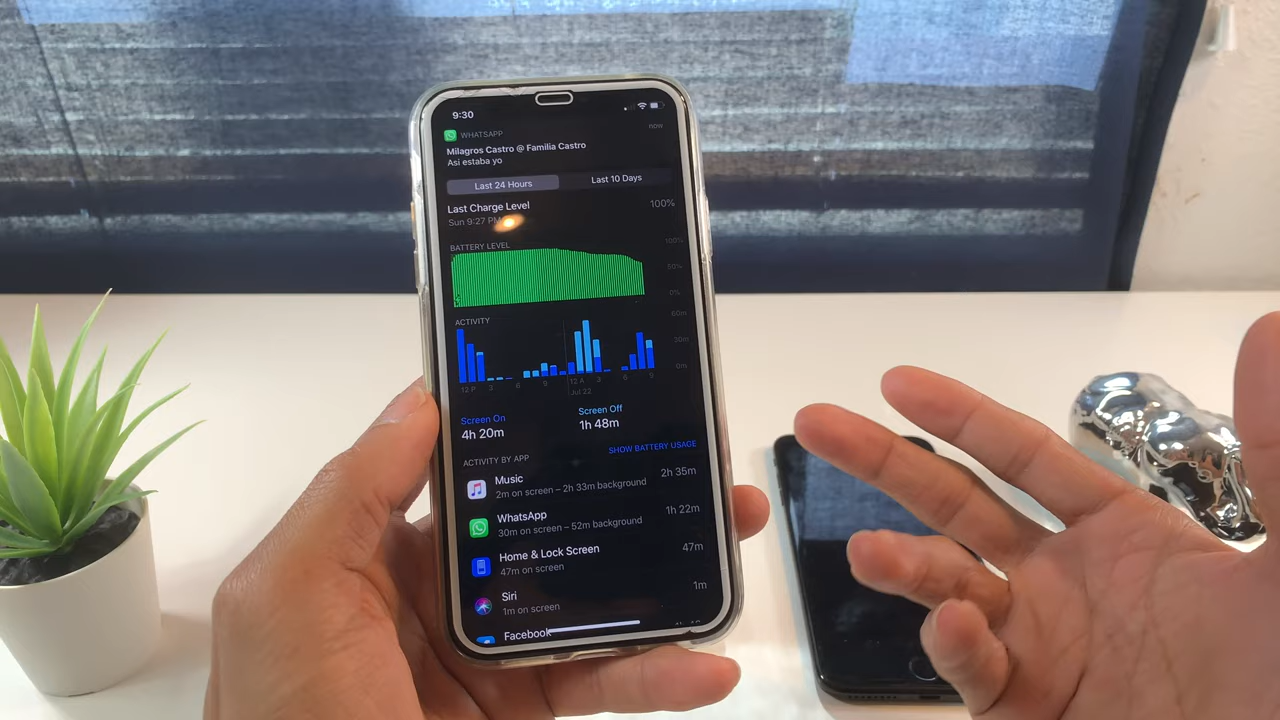 9:30
WHATSAPP
now
Milagros Castro @ Familia Castro
Asi estaba yo
Last 24 Hours
Last 10 Days
Last Charge Level
100%
Sun 9:27 PM
BATTERY LEVEL
100%
50%
0%
ACTIVITY
60m
30m
0m
12 P 3 6 9 12 A 3 6 9
Jul 22
Screen On
Screen Off
4h 20m
1h 48m
ACTIVITY BY APP
SHOW BATTERY USAGE
Music
2h 35m
2m on screen – 2h 33m background
WhatsApp
1h 22m
30m on screen – 52m background
Home & Lock Screen
47m
47m on screen
Siri
1m
1m on screen
Facebook